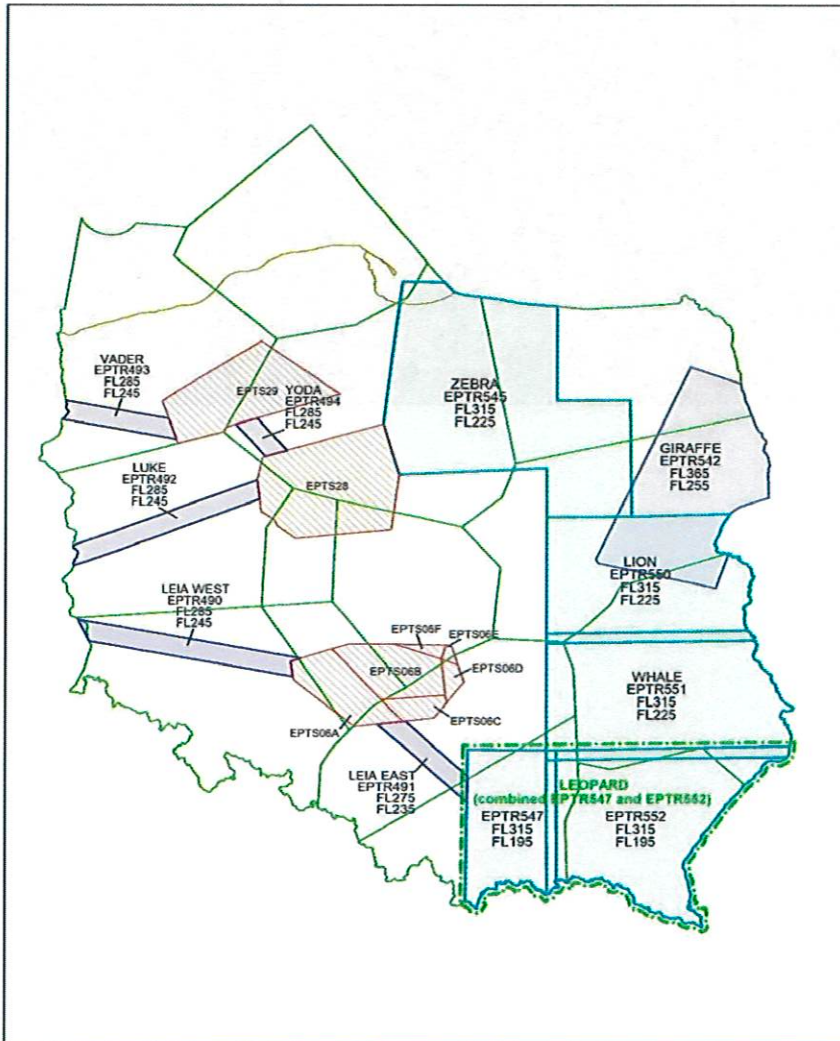 VADER
EPTR493
FL285
FL245
EPTS29
YODA
EPTR494
FL285
FL245
ZEBRA
EPTR545
FL315
FL225
GIRAFFE
EPTR542
FL365
FL255
LUKE
EPTR492
FL285
FL245
EPTS28
LION
EPTR550
FL315
FL225
LEIA WEST
EPTR490
FL285
FL245
EPTS06F
EPTS06E
EPTS06B
EPTS06D
EPTS06A
EPTS06C
WHALE
EPTR551
FL315
FL225
LEIA EAST
EPTR491
FL275
FL235
LEOPARD
(combined EPTR547 and EPTR552)
EPTR547
FL315
FL195
EPTR552
FL315
FL195